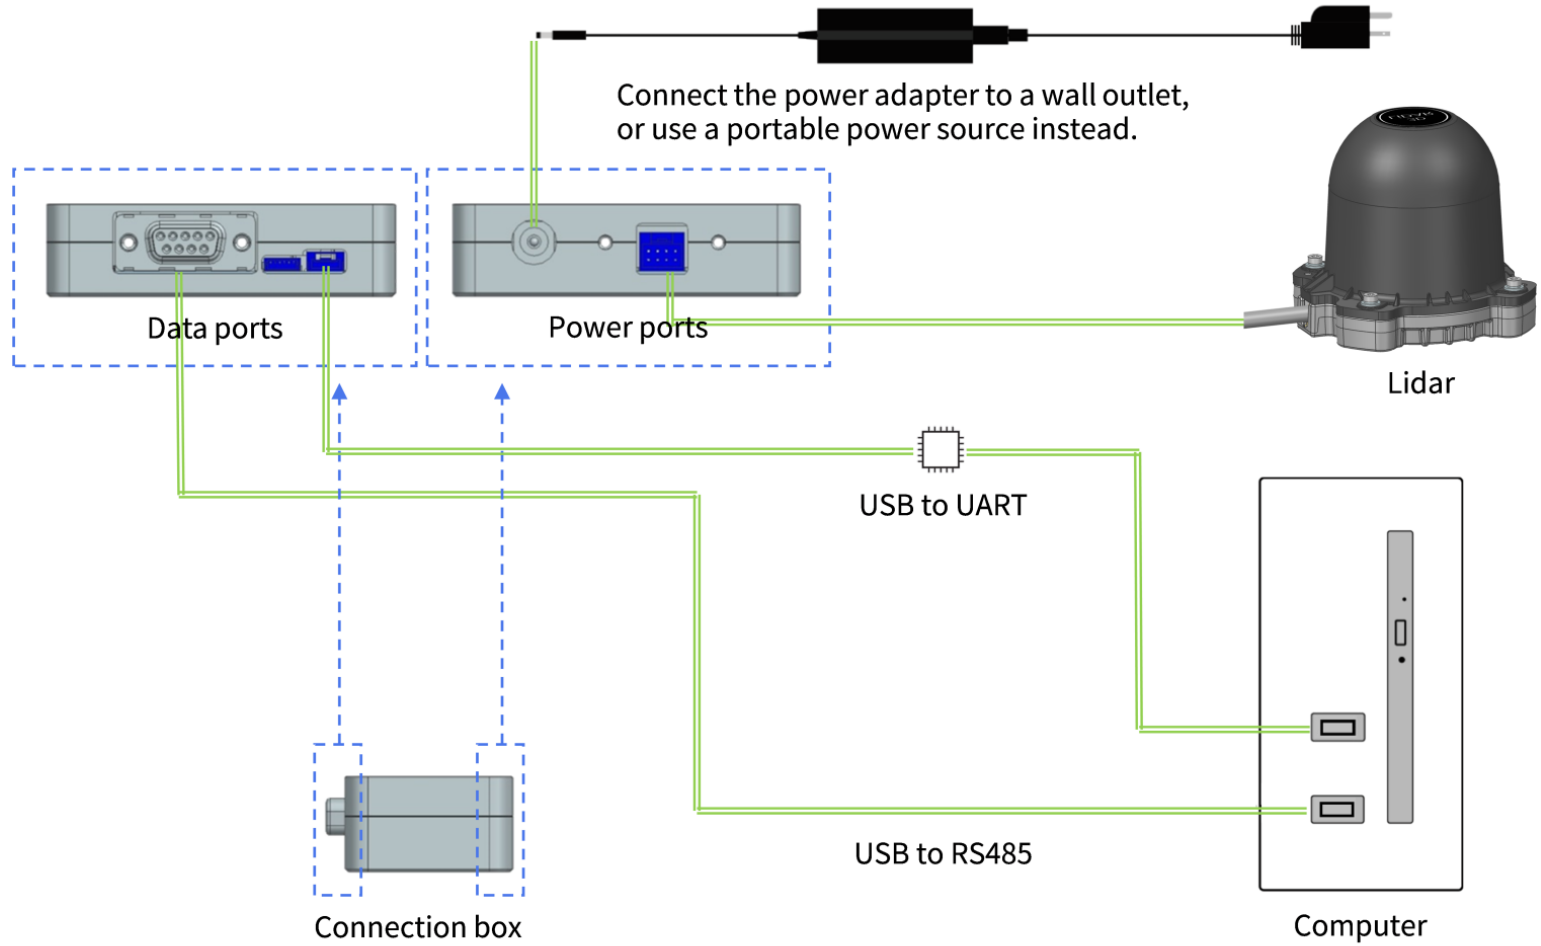 Connect the power adapter to a wall outlet,
or use a portable power source instead.
Data ports
Power ports
Lidar
USB to UART
USB to RS485
Connection box
Computer